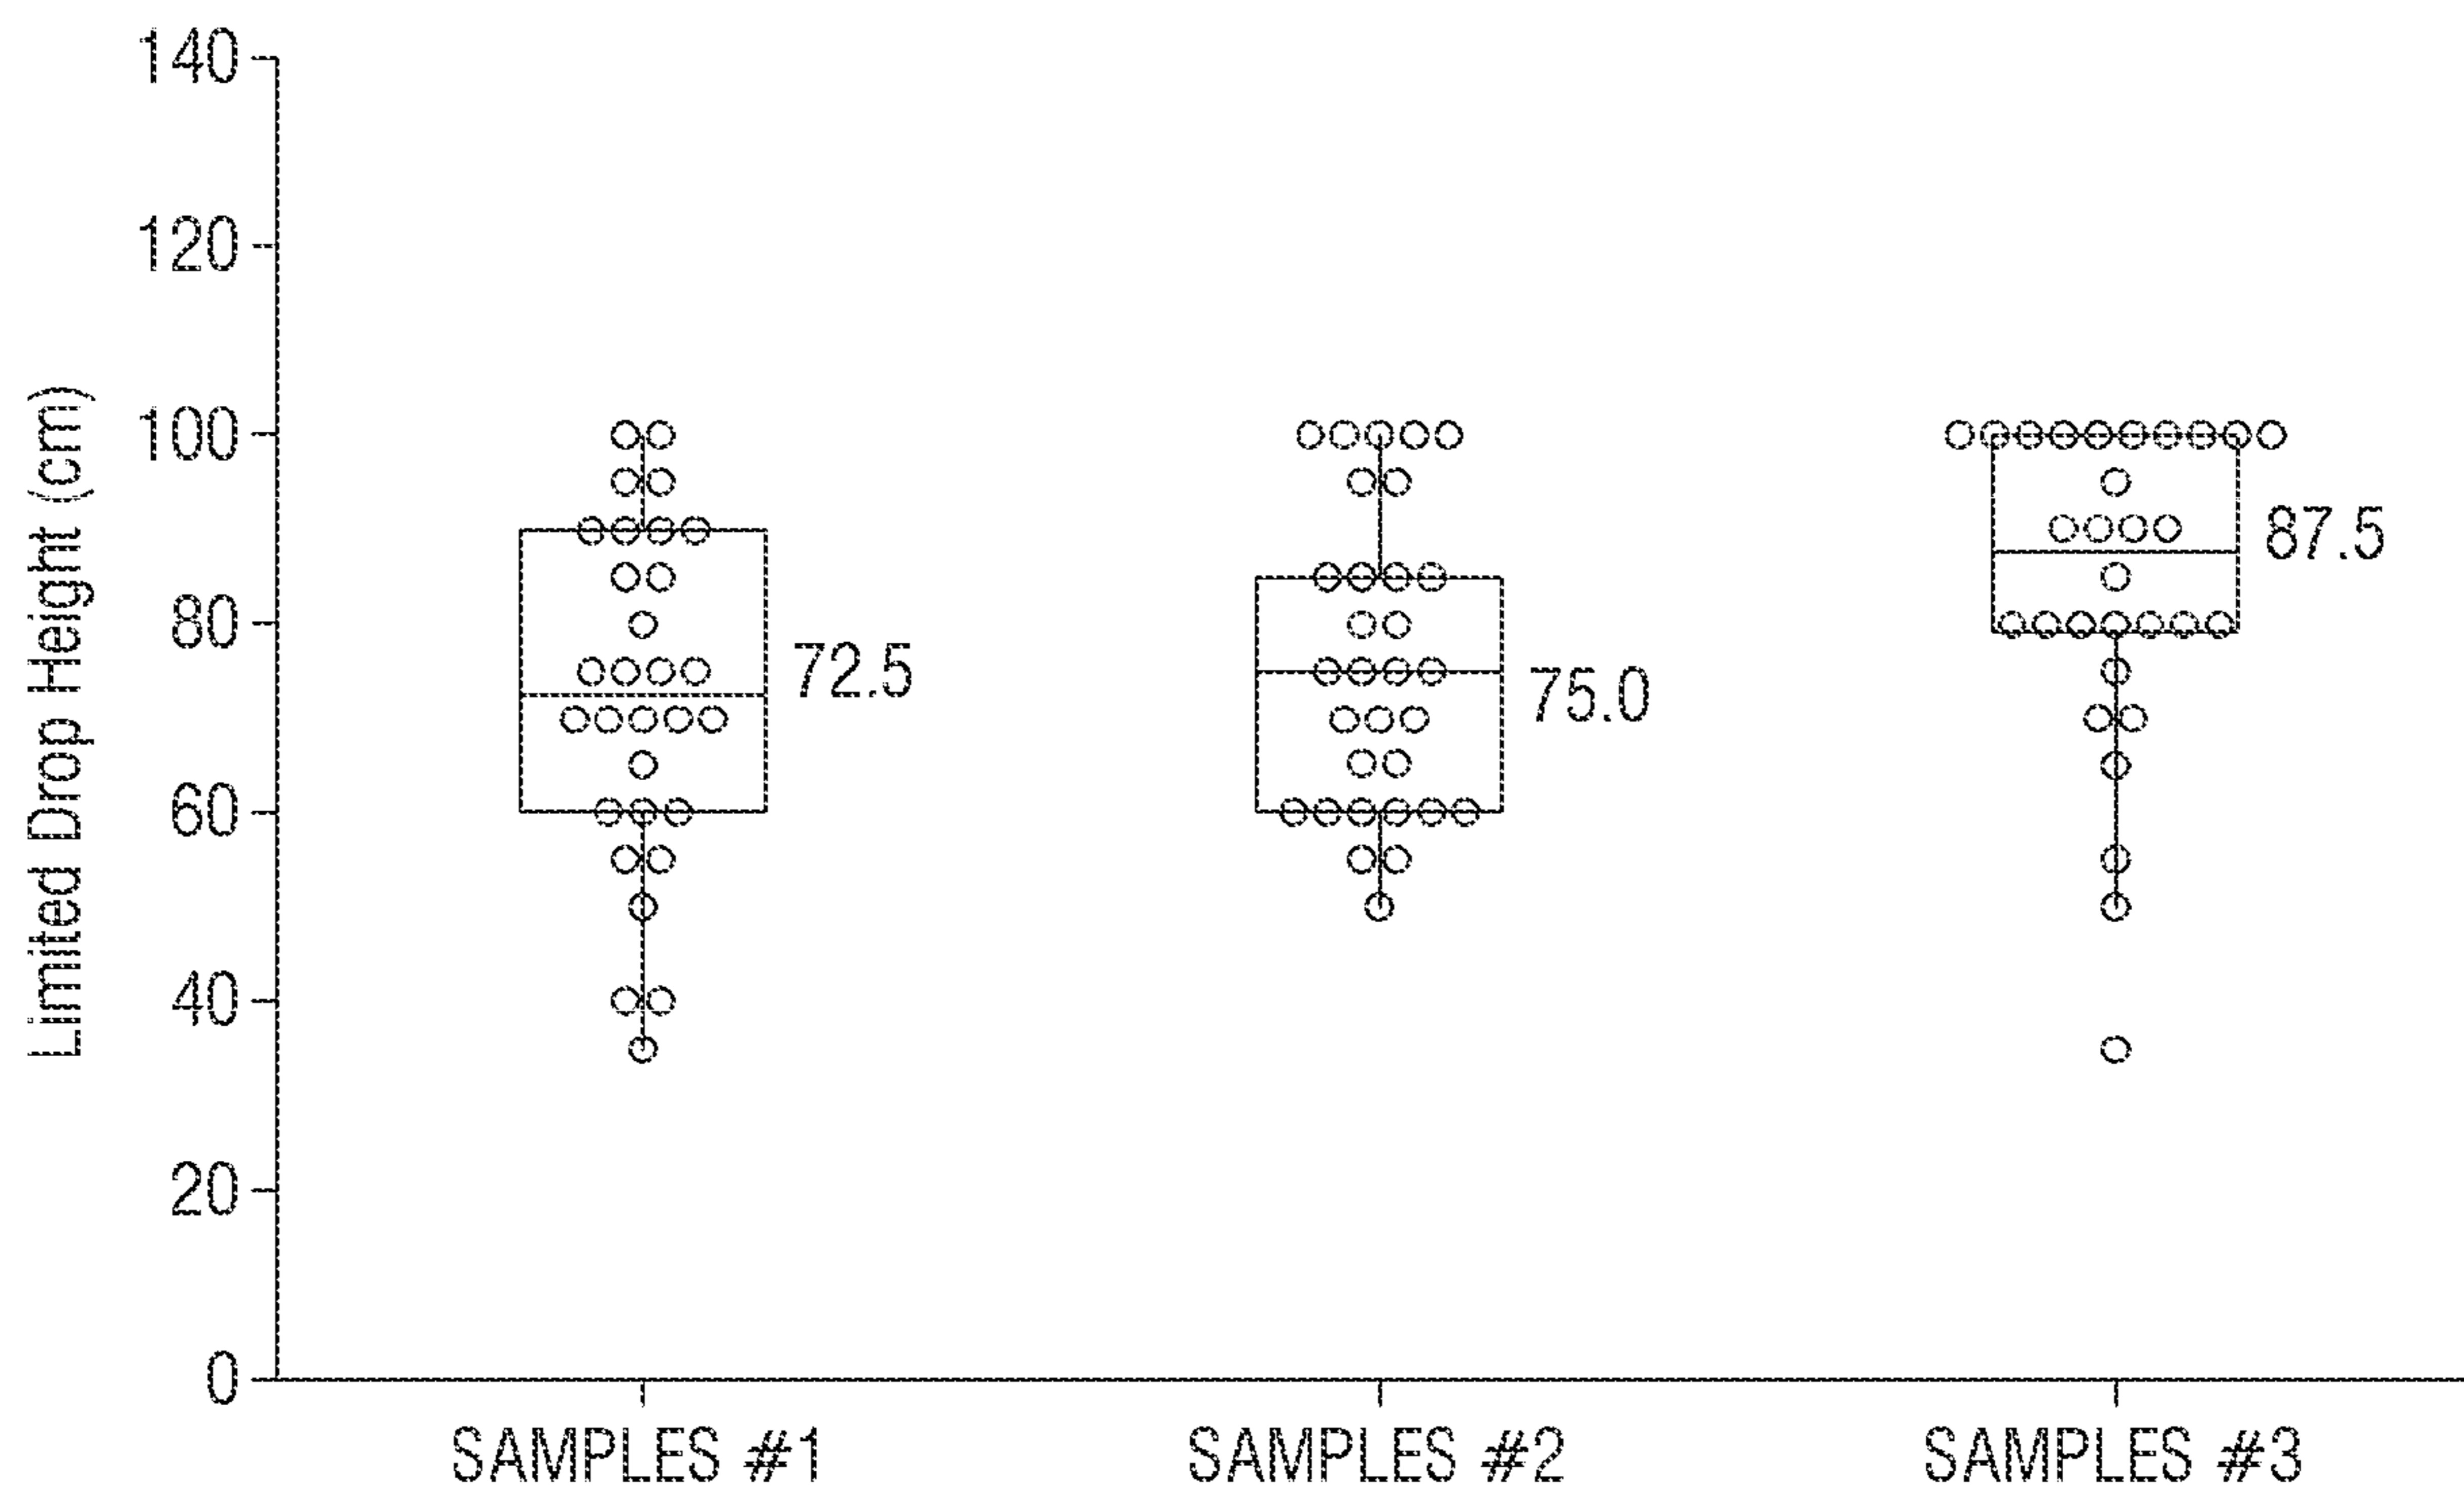 Limited Drop Height (cm)
140
120
100
80
60
40
20
0
72.5
75.0
87.5
SAMPLES #1
SAMPLES #2
SAMPLES #3